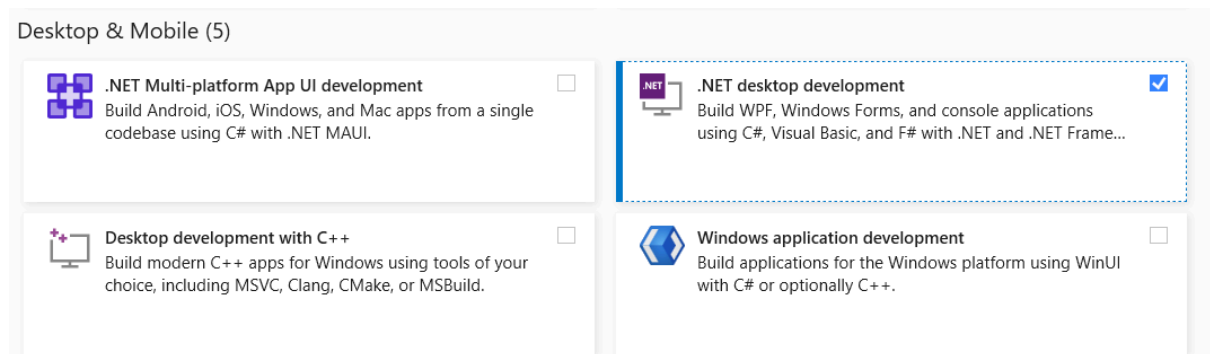 Desktop & Mobile (5)
.NET Multi-platform App UI development
Build Android, iOS, Windows, and Mac apps from a single
codebase using C# with .NET MAUI.
.NET
.NET desktop development
Build WPF, Windows Forms, and console applications
using C#, Visual Basic, and F# with .NET and .NET Frame...
Desktop development with C++
Build modern C++ apps for Windows using tools of your
choice, including MSVC, Clang, CMake, or MSBuild.
Windows application development
Build applications for the Windows platform using WinUI
with C# or optionally C++.